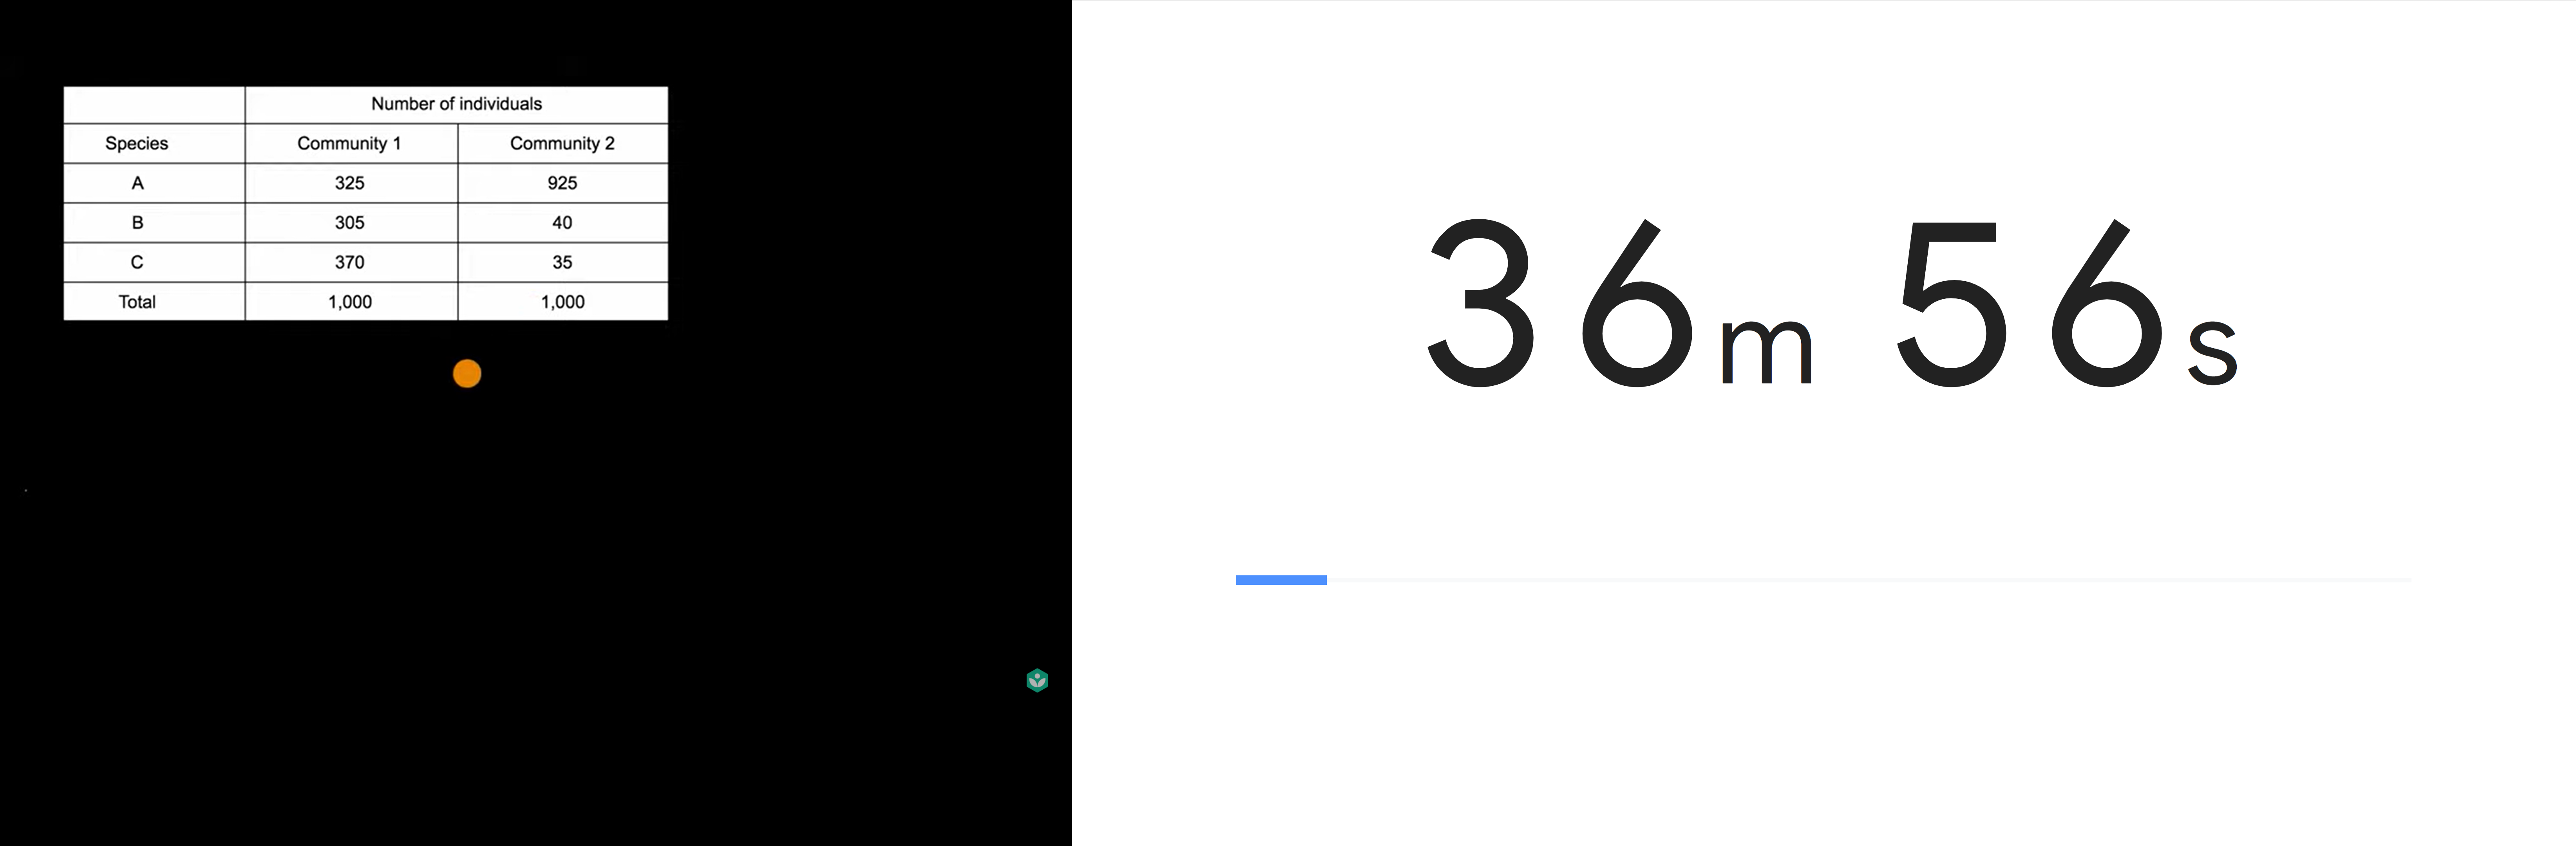 Number of individuals
Species Community 1 Community 2
A 325 925
B 305 40
C 370 35
Total 1,000 1,000
36m 56s